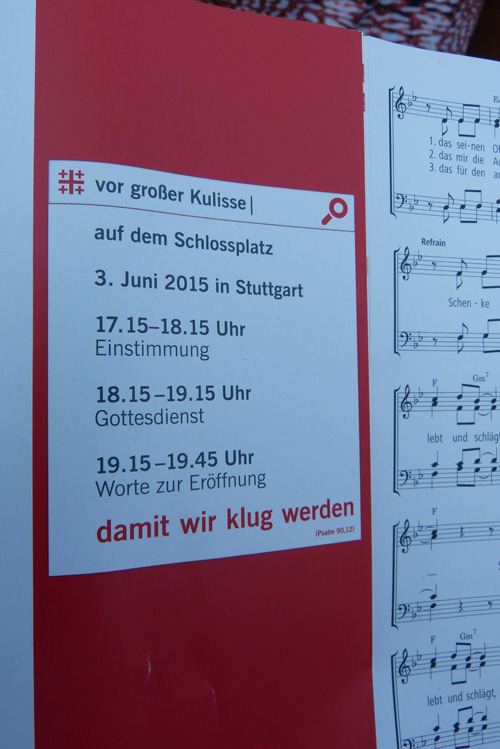 vor großer Kulisse|
auf dem Schlossplatz
3. Juni 2015 in Stuttgart
17.15–18.15 Uhr
Einstimmung
18.15–19.15 Uhr
Gottesdienst
19.15–19.45 Uhr
Worte zur Eröffnung
damit wir klug werden
(Psalm 90,12)
1. das sei-nen
2. das mir die
3. das für den
Refrain
Schen - ke
F Gm7
lebt und schlägt
F
F Gm7
lebt und schlägt,